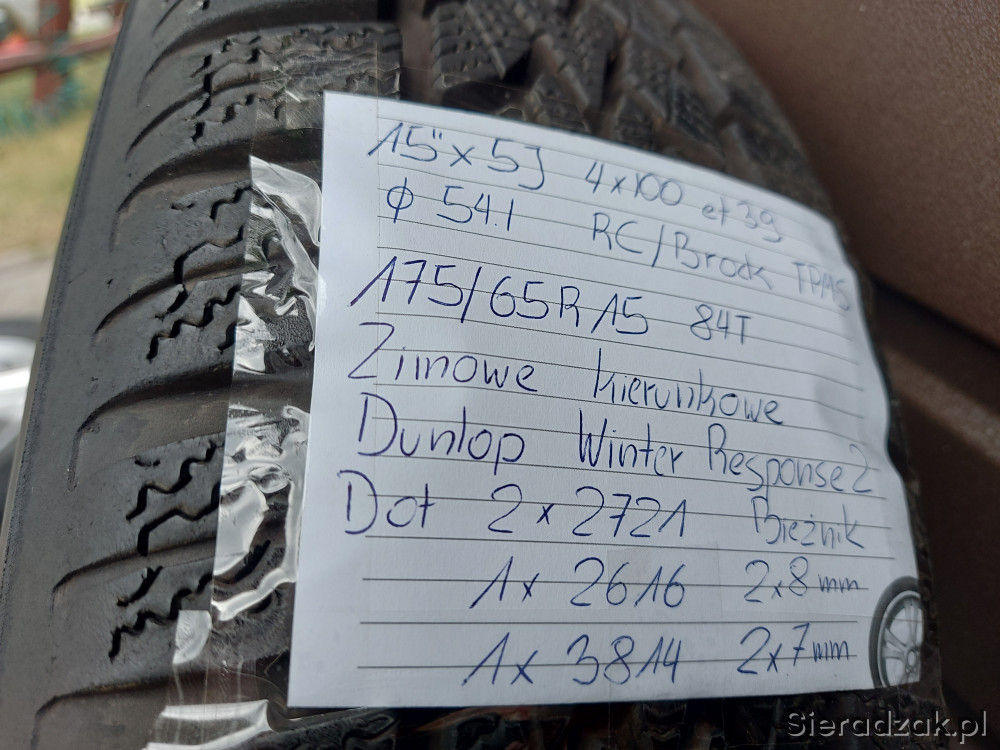 15"x5J 4x100 et39
ϕ 54.1 RC/Brock TPMS
175/65R15 84T
Zimowe kierunkowe
Dunlop Winter Response 2
Dot 2x2721 Bieżnik
1x 2616 2x8mm
1x 3814 2x7mm
Sieradzak.pl